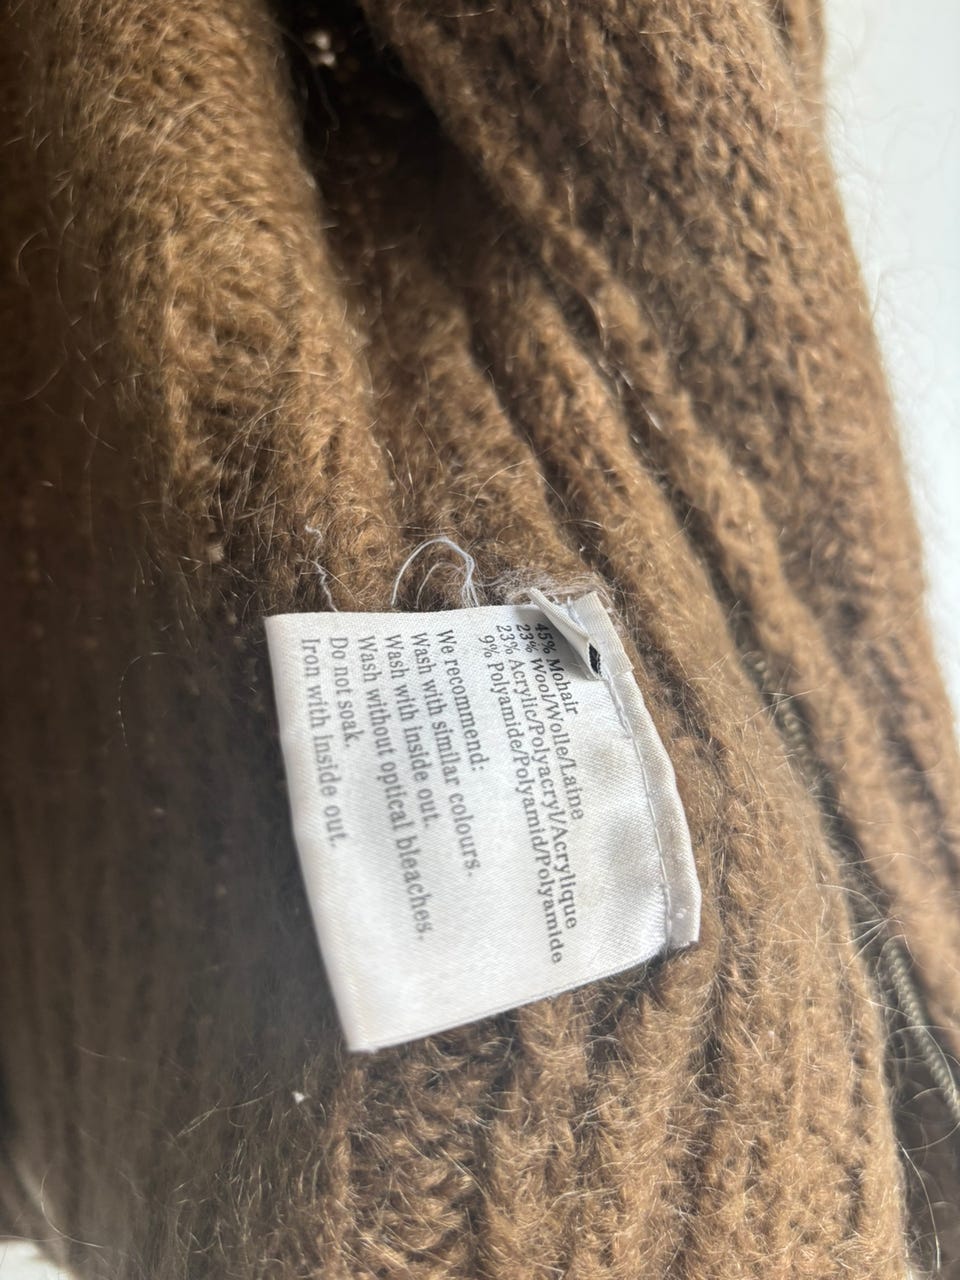 45% Mohair
23% Wool/Wolle/Laine
23% Acrylic/Polyacryl/Acrylique
9% Polyamide/Polyamid/Polyamide
We recommend:
Wash with similar colours.
Wash with inside out.
Wash without optical bleaches.
Do not soak.
Iron with inside out.